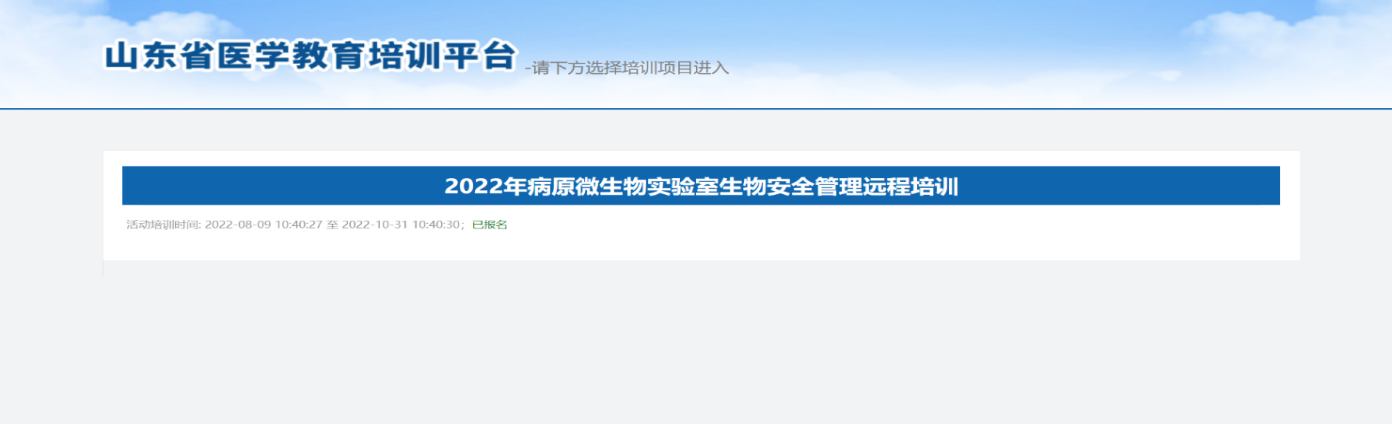 山东省医学教育培训平台 -请下方选择培训项目进入
2022年病原微生物实验室生物安全管理远程培训
活动培训时间: 2022-08-09 10:40:27 至 2022-10-31 10:40:30；已报名